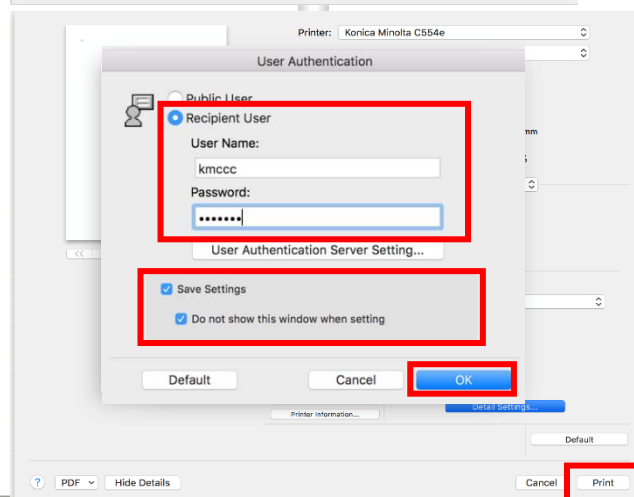 Printer: Konica Minolta C554e
User Authentication
Public User
Recipient User
User Name:
kmccc
Password:
•••••••
User Authentication Server Setting...
Save Settings
Do not show this window when setting
Default Cancel OK
Printer Information... Detail Settings...
Default
? PDF Hide Details Cancel Print
mm
<<